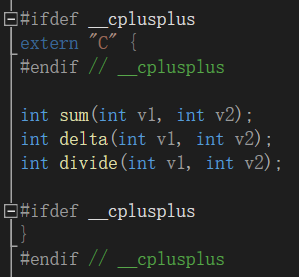 #ifdef __cplusplus
extern "C" {
#endif // __cplusplus
int sum(int v1, int v2);
int delta(int v1, int v2);
int divide(int v1, int v2);
#ifdef __cplusplus
}
#endif // __cplusplus